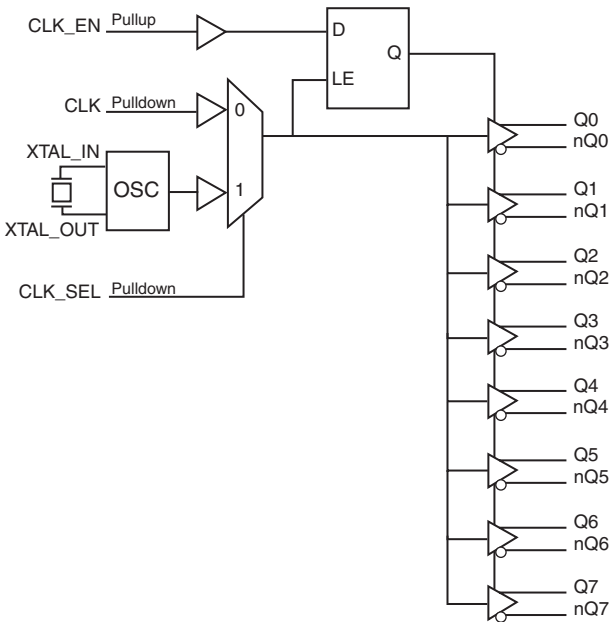 CLK_EN Pullup
D
Q
LE
CLK Pulldown
0
XTAL_IN
OSC
1
XTAL_OUT
CLK_SEL Pulldown
Q0
nQ0
Q1
nQ1
Q2
nQ2
Q3
nQ3
Q4
nQ4
Q5
nQ5
Q6
nQ6
Q7
nQ7